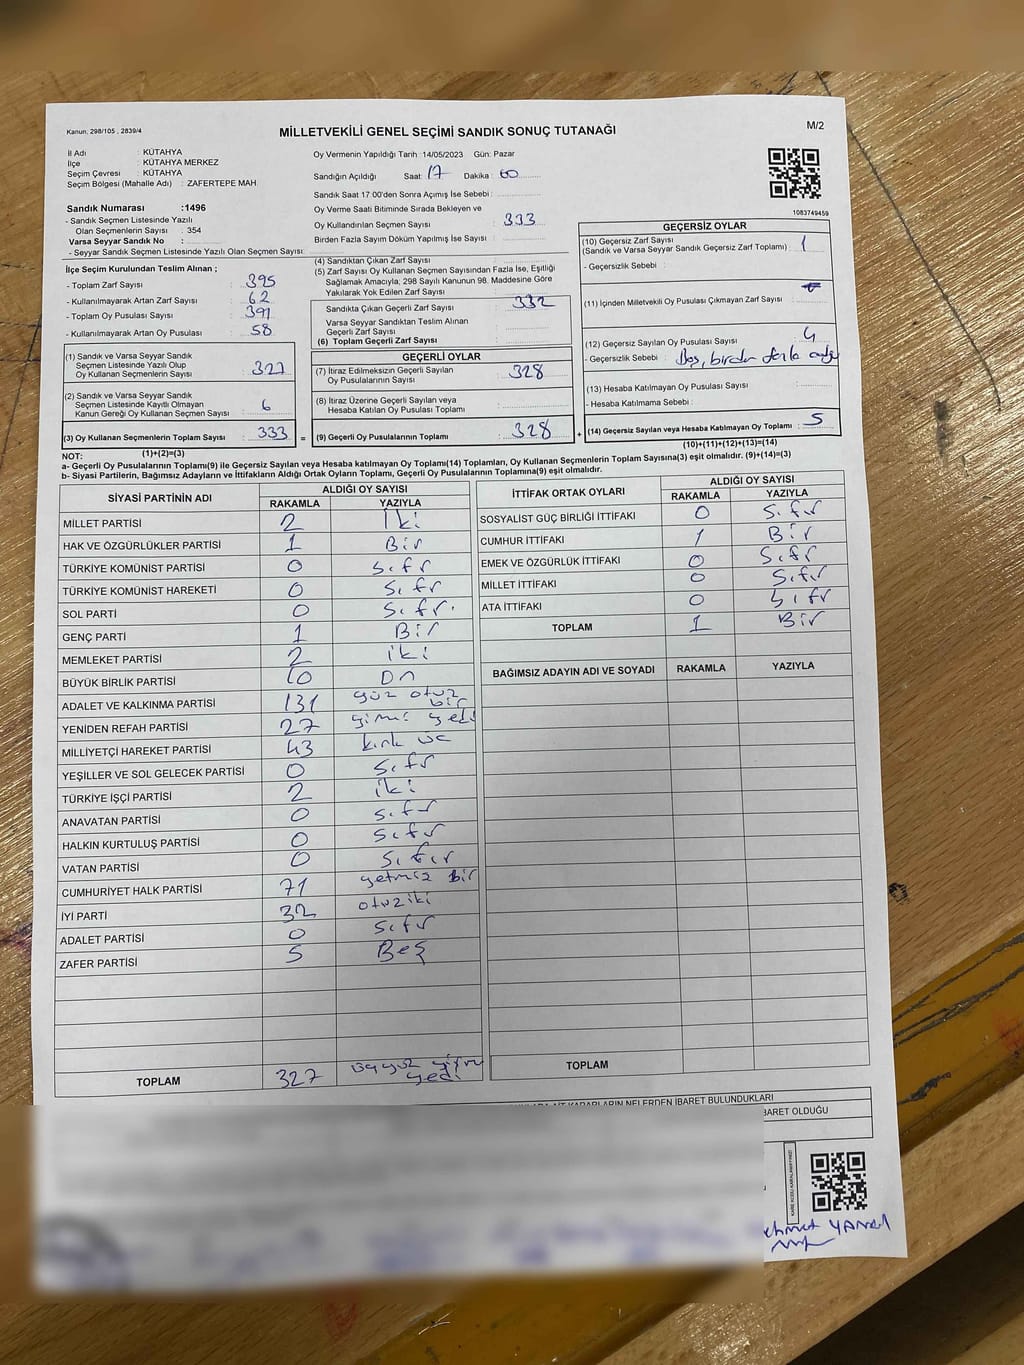 Kanun, 298/105 , 2839/4
MİLLETVEKİLİ GENEL SEÇİMİ SANDIK SONUÇ TUTANAĞI
M/2
İl Adı : KÜTAHYA
İlçe : KÜTAHYA MERKEZ
Seçim Çevresi : KÜTAHYA
Seçim Bölgesi (Mahalle Adı) : ZAFERTEPE MAH
Sandık Numarası :1496
- Sandık Seçmen Listesinde Yazılı
Olan Seçmenlerin Sayısı : 354
Varsa Seyyar Sandık No :
- Seyyar Sandık Seçmen Listesinde Yazılı Olan Seçmen Sayısı:
Oy Vermenin Yapıldığı Tarih :14/05/2023 Gün: Pazar
Sandığın Açıldığı Saat: 17 Dakika: 00
Sandık Saat 17:00'den Sonra Açımış İse Sebebi:
Oy Verme Saati Bitiminde Sırada Bekleyen ve
Oy Kullandırılan Seçmen Sayısı : 333
Birden Fazla Sayım Döküm Yapılmış İse Sayısı :
1083749459
İlçe Seçim Kurulundan Teslim Alınan ;
- Toplam Zarf Sayısı : 395
- Kullanılmayarak Artan Zarf Sayısı : 62
- Toplam Oy Pusulası Sayısı : 391
- Kullanılmayarak Artan Oy Pusulası : 58
(4) Sandıktan Çıkan Zarf Sayısı
(5) Zarf Sayısı Oy Kullanan Seçmen Sayısından Fazla İse, Eşitliği
Sağlamak Amacıyla; 298 Sayılı Kanunun 98. Maddesine Göre
Yakılarak Yok Edilen Zarf Sayısı
Sandıkta Çıkan Geçerli Zarf Sayısı : 332
Varsa Seyyar Sandıktan Teslim Alınan
Geçerli Zarf Sayısı
(6) Toplam Geçerli Zarf Sayısı :
GEÇERSİZ OYLAR
(10) Geçersiz Zarf Sayısı : 1
(Sandık ve Varsa Seyyar Sandık Geçersiz Zarf Toplamı)
- Geçersizlik Sebebi :
(11) İçinden Milletvekili Oy Pusulası Çıkmayan Zarf Sayısı :
(12) Geçersiz Sayılan Oy Pusulası Sayısı : 4
- Geçersizlik Sebebi : Boş, birden fazla
(13) Hesaba Katılmayan Oy Pusulası Sayısı :
- Hesaba Katılmama Sebebi :
(14) Geçersiz Sayılan veya Hesaba Katılmayan Oy Toplamı : 5
(10)+(11)+(12)+(13)=(14)
(1) Sandık ve Varsa Seyyar Sandık
Seçmen Listesinde Yazılı Olup
Oy Kullanan Seçmenlerin Sayısı : 327
(2) Sandık ve Varsa Seyyar Sandık
Seçmen Listesinde Kayıtlı Olmayan
Kanun Gereği Oy Kullanan Seçmen Sayısı : 6
(3) Oy Kullanan Seçmenlerin Toplam Sayısı : 333 =
(1)+(2)=(3)
GEÇERLİ OYLAR
(7) İtiraz Edilmeksizin Geçerli Sayılan
Oy Pusulalarının Sayısı : 328
(8) İtiraz Üzerine Geçerli Sayılan veya
Hesaba Katılan Oy Pusulası Toplamı :
(9) Geçerli Oy Pusulalarının Toplamı : 328 +
NOT:
a- Geçerli Oy Pusulalarının Toplamı(9) ile Geçersiz Sayılan veya Hesaba katılmayan Oy Toplamı(14) Toplamları, Oy Kullanan Seçmenlerin Toplam Sayısına(3) eşit olmalıdır. (9)+(14)=(3)
b- Siyasi Partilerin, Bağımsız Adayların ve İttifakların Aldığı Ortak Oyların Toplamı, Geçerli Oy Pusulalarının Toplamına(9) eşit olmalıdır.
SİYASİ PARTİNİN ADI ALDIĞI OY SAYISI
RAKAMLA YAZIYLA
MİLLET PARTİSİ 2 İki
HAK VE ÖZGÜRLÜKLER PARTİSİ 1 Bir
TÜRKİYE KOMÜNİST PARTİSİ 0 Sıfır
TÜRKİYE KOMÜNİST HAREKETİ 0 Sıfır
SOL PARTİ 0 Sıfır
GENÇ PARTİ 1 Bir
MEMLEKET PARTİSİ 2 iki
BÜYÜK BİRLİK PARTİSİ 10 On
ADALET VE KALKINMA PARTİSİ 131 yüz otuz bir
YENİDEN REFAH PARTİSİ 27 yirmi yedi
MİLLİYETÇİ HAREKET PARTİSİ 43 kırk üç
YEŞİLLER VE SOL GELECEK PARTİSİ 0 Sıfır
TÜRKİYE İŞÇİ PARTİSİ 2 iki
ANAVATAN PARTİSİ 0 Sıfır
HALKIN KURTULUŞ PARTİSİ 0 Sıfır
VATAN PARTİSİ 0 Sıfır
CUMHURİYET HALK PARTİSİ 71 yetmiş bir
İYİ PARTİ 32 otuziki
ADALET PARTİSİ 0 Sıfır
ZAFER PARTİSİ 5 Beş
TOPLAM 327 üçyüz yirmi yedi
İTTİFAK ORTAK OYLARI ALDIĞI OY SAYISI
RAKAMLA YAZIYLA
SOSYALİST GÜÇ BİRLİĞİ İTTİFAKI 0 Sıfır
CUMHUR İTTİFAKI 1 Bir
EMEK VE ÖZGÜRLÜK İTTİFAKI 0 Sıfır
MİLLET İTTİFAKI 0 Sıfır
ATA İTTİFAKI 0 Sıfır
TOPLAM 1 Bir
BAĞIMSIZ ADAYIN ADI VE SOYADI RAKAMLA YAZIYLA
TOPLAM
KARARLARIN NELERDEN İBARET BULUNDUKLARI
BARET OLDUĞU